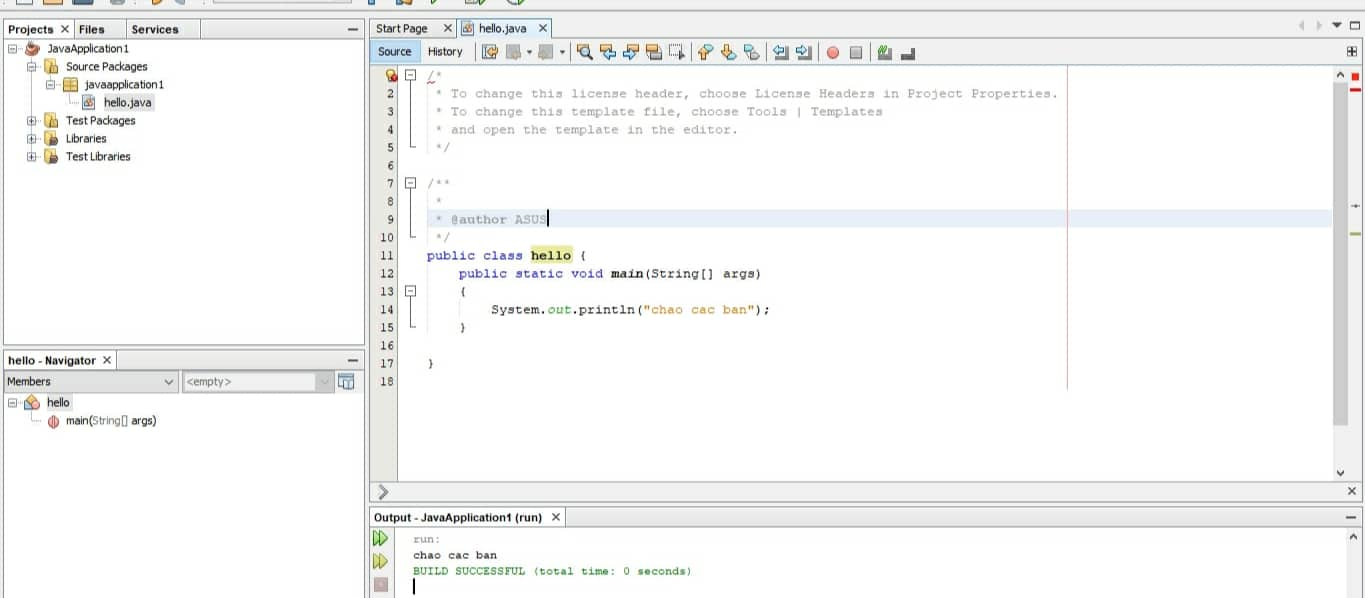 Projects Files Services
JavaApplication1
Source Packages
javaapplication1
hello.java
Test Packages
Libraries
Test Libraries
hello - Navigator
Members <empty>
hello
main(String[] args)
Start Page hello.java
Source History
/*
2 * To change this license header, choose License Headers in Project Properties.
3 * To change this template file, choose Tools | Templates
4 * and open the template in the editor.
5 */
6
7 /**
8 *
9 * @author ASUS
10 */
11 public class hello {
12 public static void main(String[] args)
13 {
14 System.out.println("chao cac ban");
15 }
16
17 }
18
Output - JavaApplication1 (run)
run:
chao cac ban
BUILD SUCCESSFUL (total time: 0 seconds)